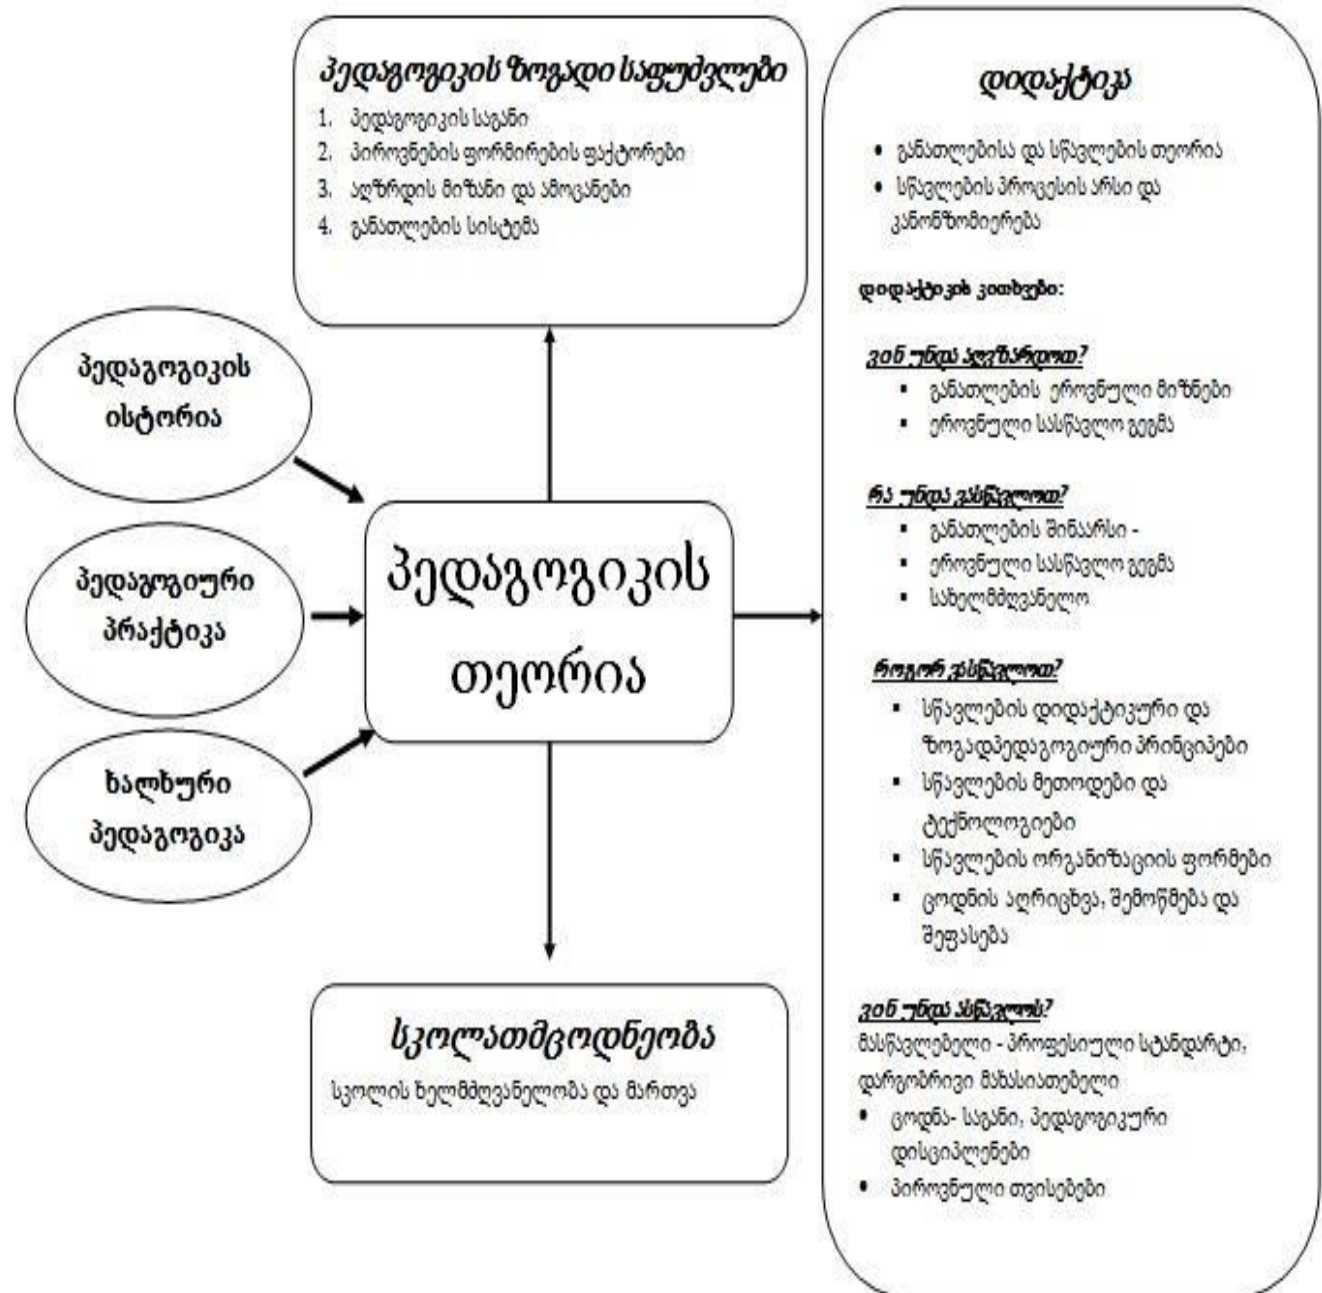 პედაგოგიკის ზოგადი საფუძვლები
1. პედაგოგიკის საგანი
2. პიროვნების ფორმირების ფაქტორები
3. აღზრდის მიზანი და ამოცანები
4. განათლების სისტემა
პედაგოგიკის
ისტორია
პედაგოგიური
პრაქტიკა
ხალხური
პედაგოგიკა
პედაგოგიკის
თეორია
სკოლათმცოდნეობა
სკოლის ხელმძღვანელობა და მართვა
დიდაქტიკა
• განათლებისა და სწავლების თეორია
• სწავლების პროცესის არსი და
კანონზომიერება
დიდაქტიკის კითხვები:
ვინ უნდა აღვზარდოთ?
▪ განათლების ეროვნული მიზნები
▪ ეროვნული სასწავლო გეგმა
რა უნდა ვასწავლოთ?
▪ განათლების შინაარსი -
▪ ეროვნული სასწავლო გეგმა
▪ სახელმძღვანელო
როგორ ვასწავლოთ?
▪ სწავლების დიდაქტიკური და
ზოგადპედაგოგიური პრინციპები
▪ სწავლების მეთოდები და
ტექნოლოგიები
▪ სწავლების ორგანიზაციის ფორმები
▪ ცოდნის აღრიცხვა, შემოწმება და
შეფასება
ვინ უნდა ასწავლოს?
მასწავლებელი - პროფესიული სტანდარტი,
დარგობრივი მახასიათებელი
• ცოდნა- საგანი, პედაგოგიკური
დისციპლენები
• პიროვნული თვისებები